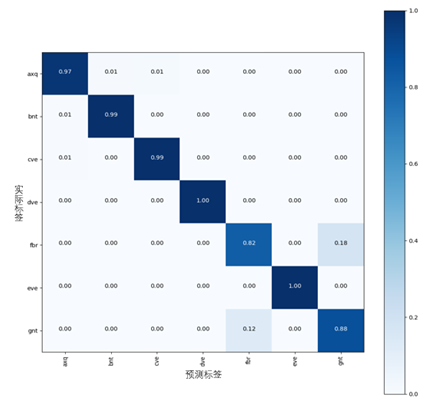 1.0
axq 0.97 0.01 0.01 0.00 0.00 0.00 0.00
bnt 0.01 0.99 0.00 0.00 0.00 0.00 0.00
0.8
cve 0.01 0.00 0.99 0.00 0.00 0.00 0.00
0.6
实际标签
dve 0.00 0.00 0.00 1.00 0.00 0.00 0.00
fbr 0.00 0.00 0.00 0.00 0.82 0.00 0.18
0.4
eve 0.00 0.00 0.00 0.00 0.00 1.00 0.00
0.2
gnt 0.00 0.00 0.00 0.00 0.12 0.00 0.88
axq bnt cve dve fbr eve gnt
预测标签
0.0